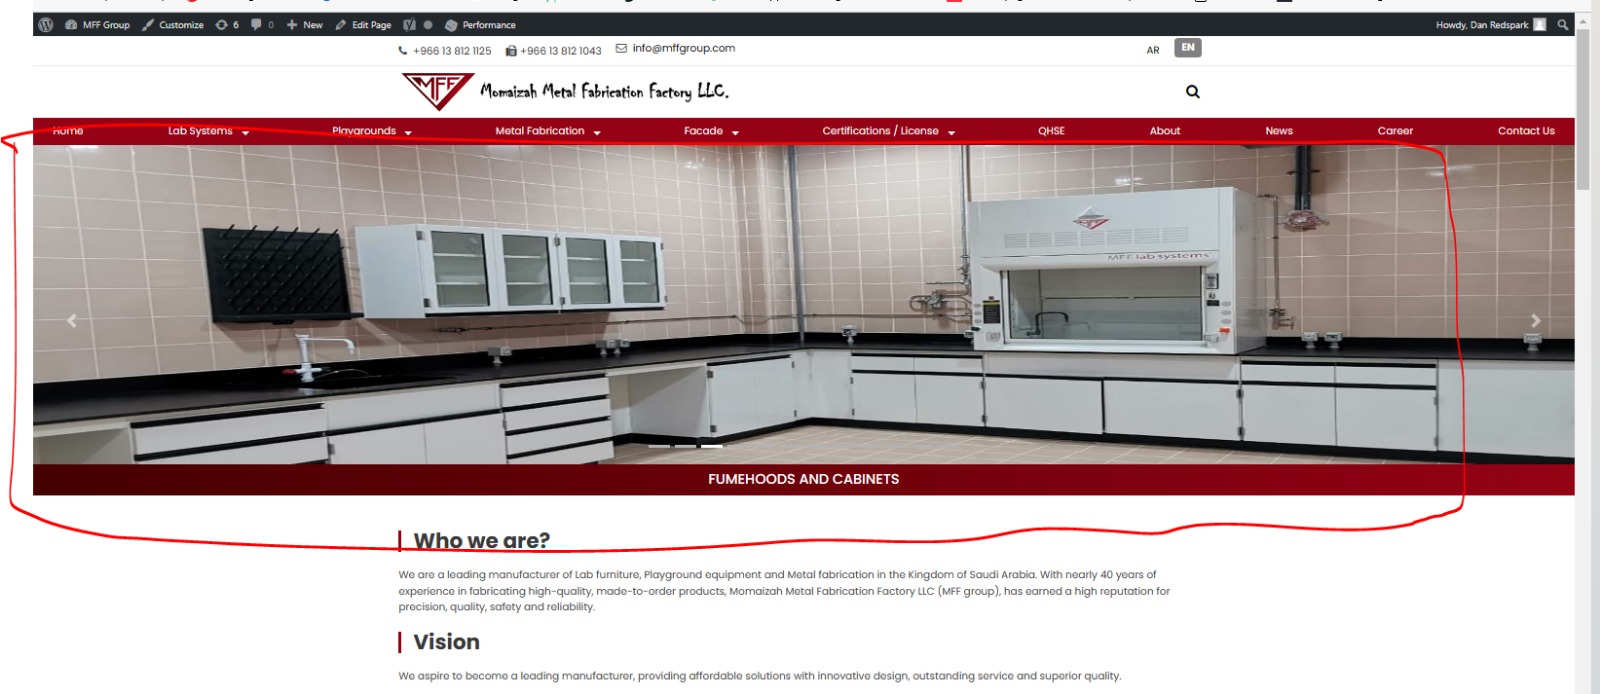 MFF Group Customize 6 0 New Edit Page Performance Howdy, Dan Redspark
+966 13 812 1125 +966 13 812 1043 info@mffgroup.com AR EN
MFF Momaizah Metal Fabrication Factory LLC.
Home Lab Systems Playgrounds Metal Fabrication Facade Certifications / License QHSE About News Career Contact Us
MFF
MFF lab systems
FUMEHOODS AND CABINETS
Who we are?
We are a leading manufacturer of Lab furniture, Playground equipment and Metal fabrication in the Kingdom of Saudi Arabia. With nearly 40 years of
experience in fabricating high-quality, made-to-order products, Momaizah Metal Fabrication Factory LLC (MFF group), has earned a high reputation for
precision, quality, safety and reliability.
Vision
We aspire to become a leading manufacturer, providing affordable solutions with innovative design, outstanding service and superior quality.